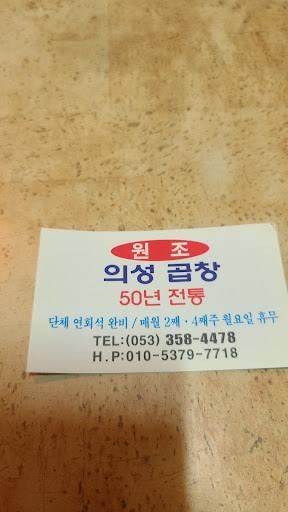 원 조
의성 곱창
50년 전통
단체 연회석 완비 / 매월 2째 · 4째주 월요일 휴무
TEL:(053) 358-4478
H.P:010-5379-7718